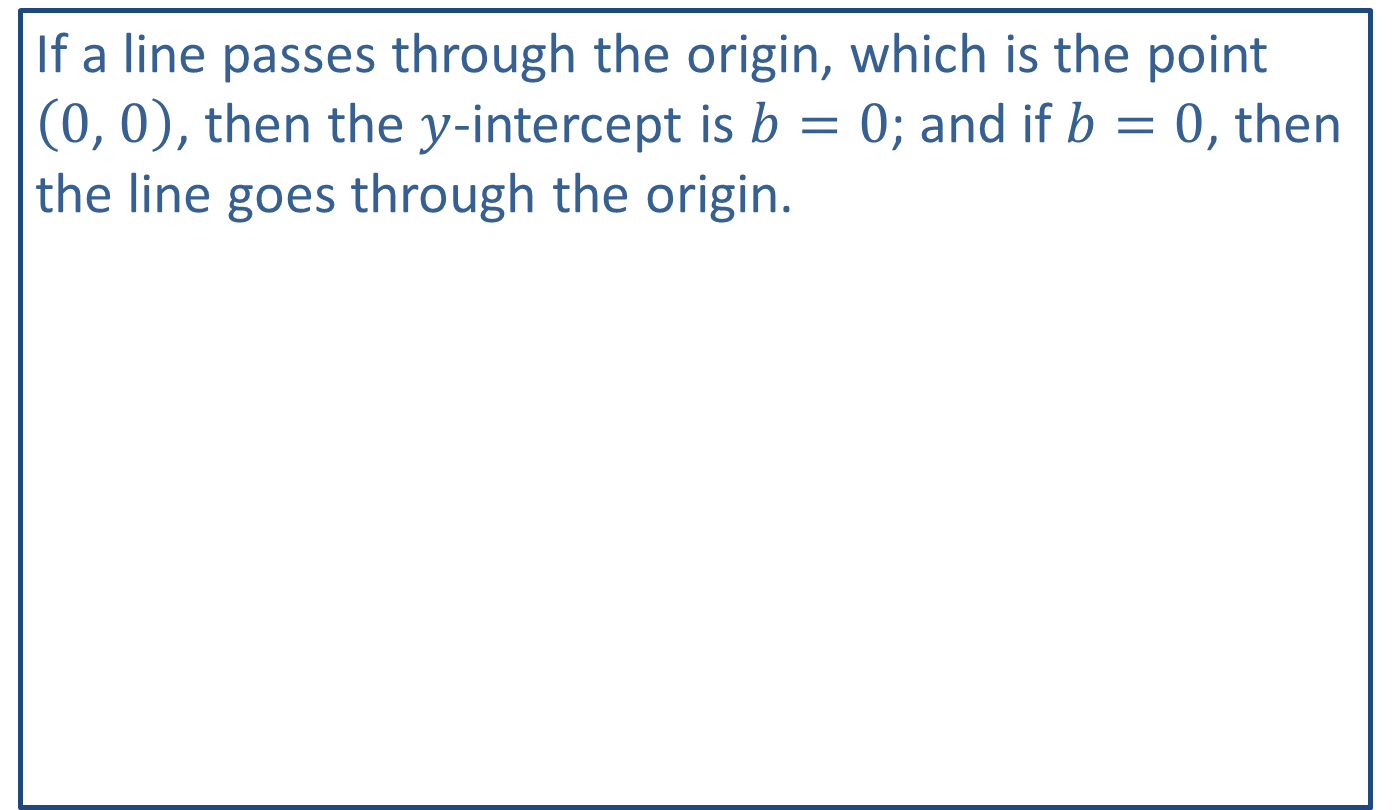 If a line passes through the origin, which is the point
(0, 0), then the y-intercept is b = 0; and if b = 0, then
the line goes through the origin.